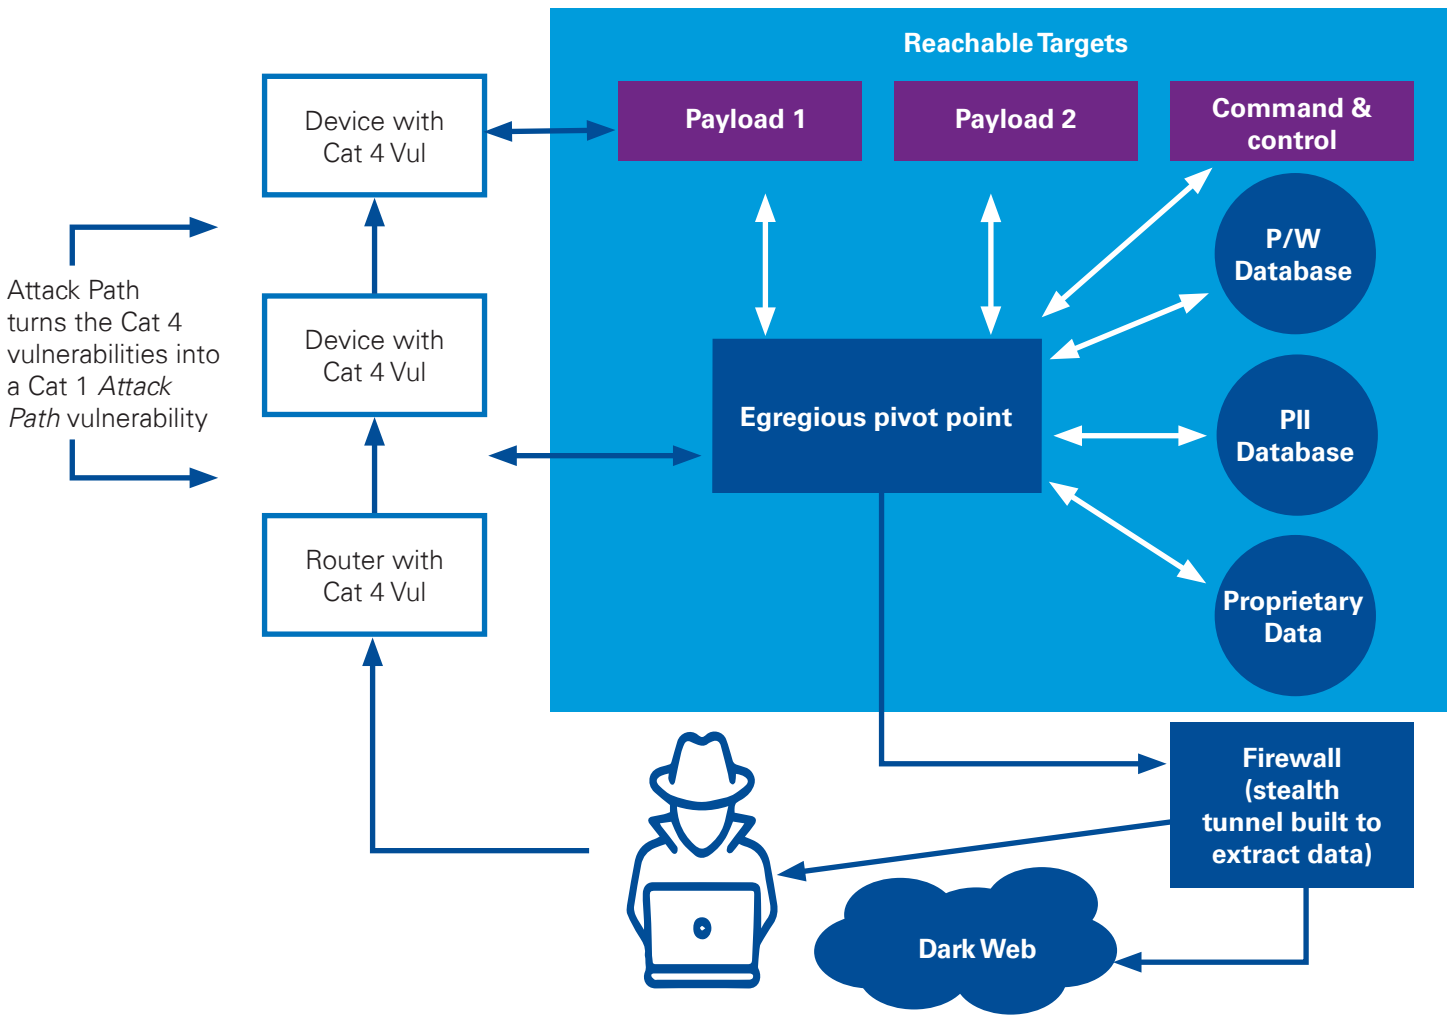 Reachable Targets
Device with
Cat 4 Vul
Payload 1
Payload 2
Command &
control
P/W
Database
Attack Path
turns the Cat 4
vulnerabilities into
a Cat 1 Attack
Path vulnerability
Device with
Cat 4 Vul
Egregious pivot point
PII
Database
Router with
Cat 4 Vul
Proprietary
Data
Firewall
(stealth
tunnel built to
extract data)
Dark Web